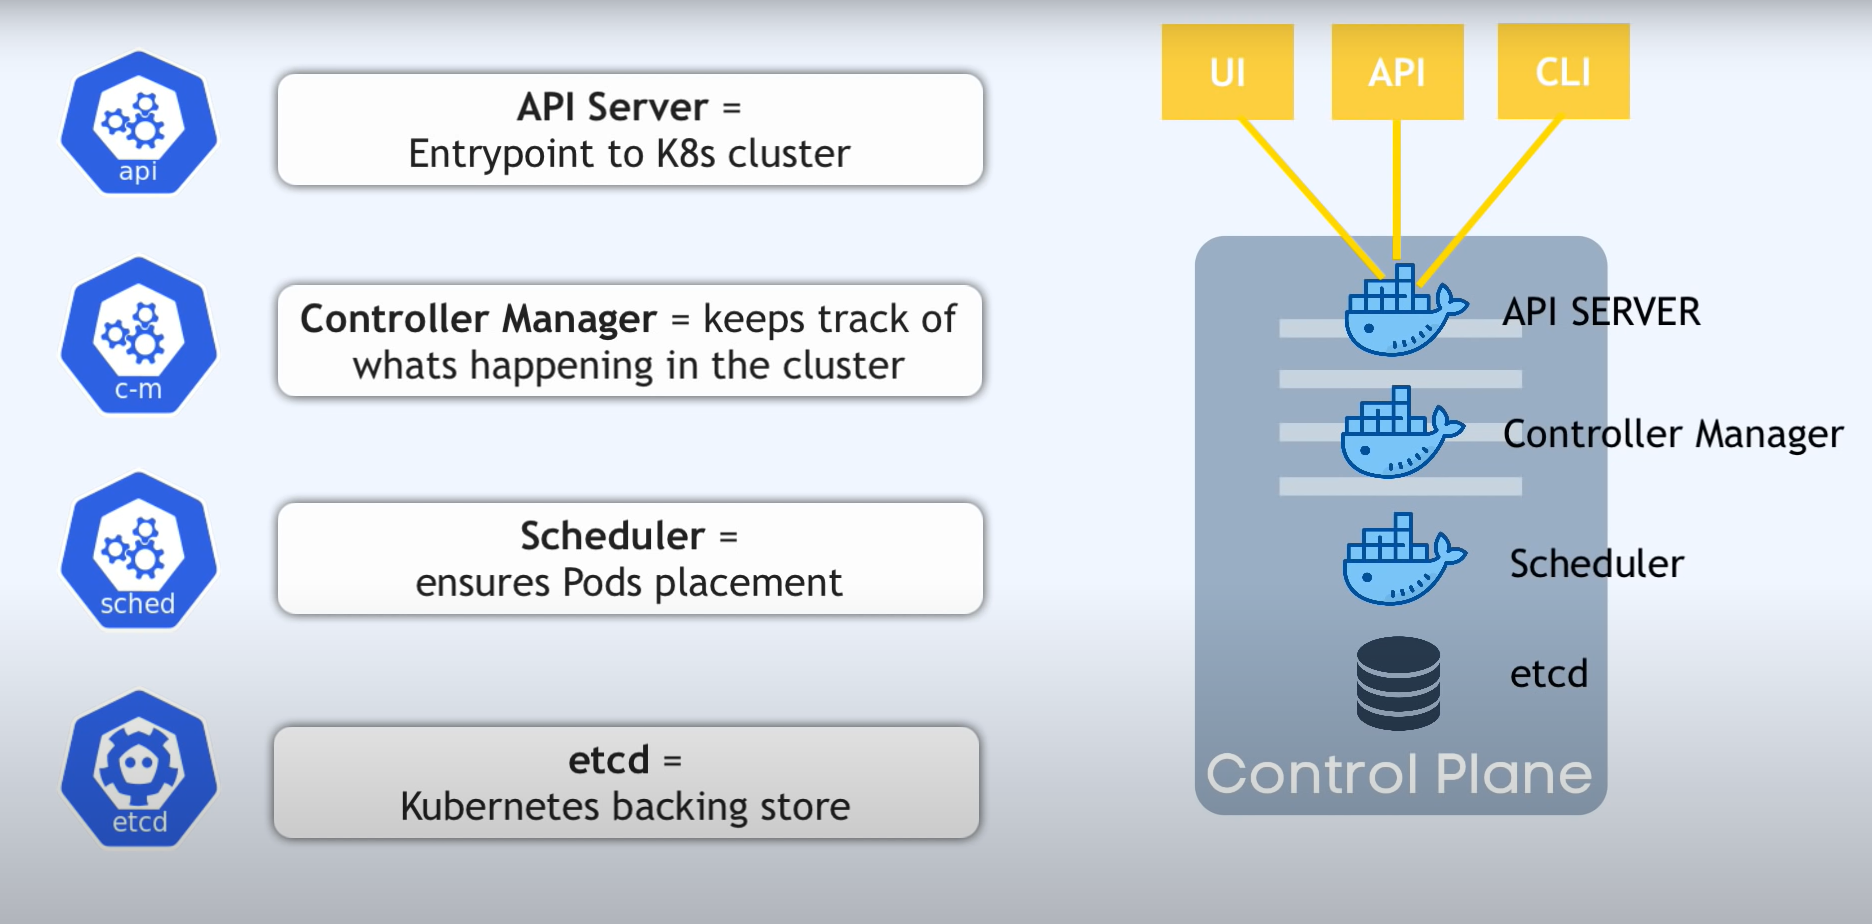 api
API Server =
Entrypoint to K8s cluster
c-m
Controller Manager = keeps track of
whats happening in the cluster
sched
Scheduler =
ensures Pods placement
etcd
etcd =
Kubernetes backing store
UI
API
CLI
API SERVER
Controller Manager
Scheduler
etcd
Control Plane